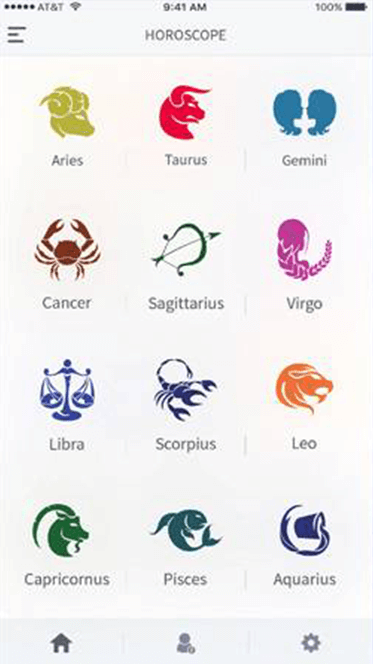 AT&T 9:41 AM 100%
HOROSCOPE
Aries Taurus Gemini
Cancer Sagittarius Virgo
Libra Scorpius Leo
Capricornus Pisces Aquarius